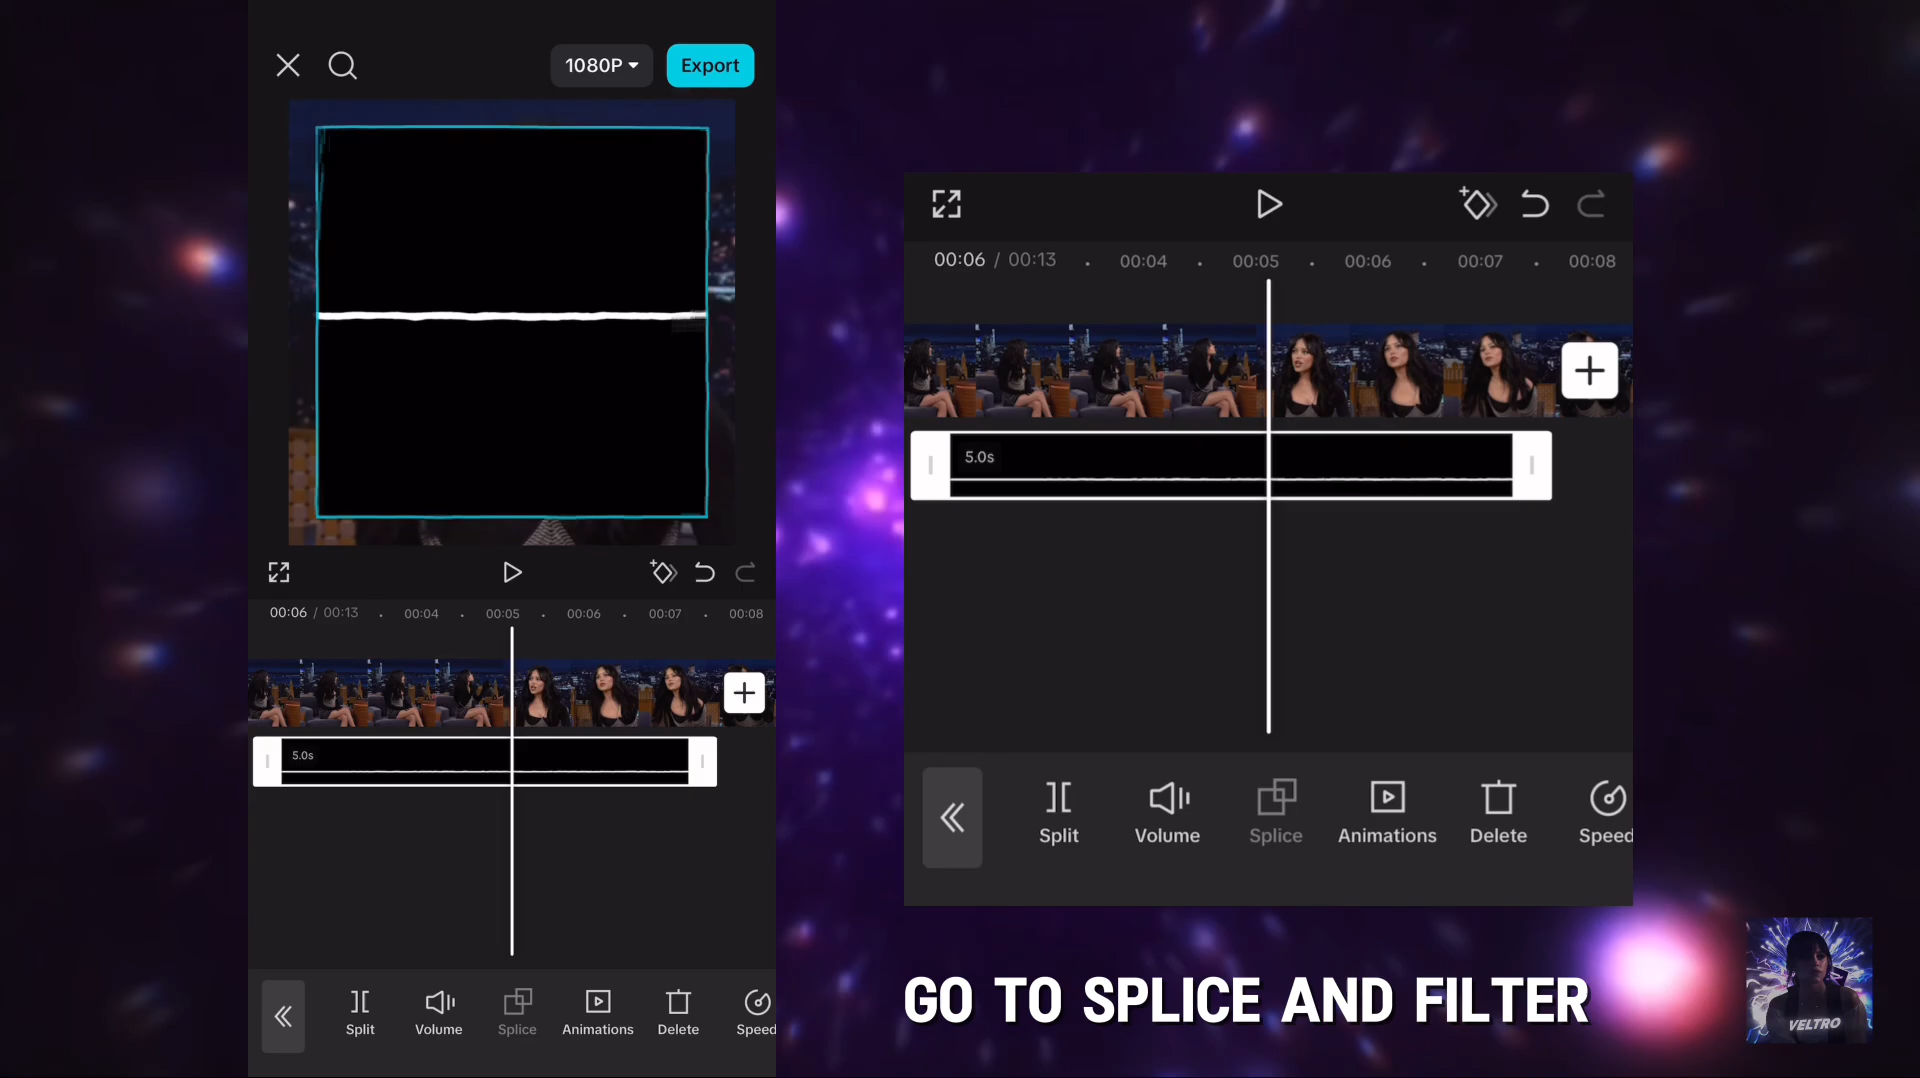 1080P
Export
00:06 / 00:13 00:04 00:05 00:06 00:07 00:08
5.0s
Split Volume Splice Animations Delete Speed
00:06 / 00:13 00:04 00:05 00:06 00:07 00:08
5.0s
Split Volume Splice Animations Delete Speed
GO TO SPLICE AND FILTER
VELTRO